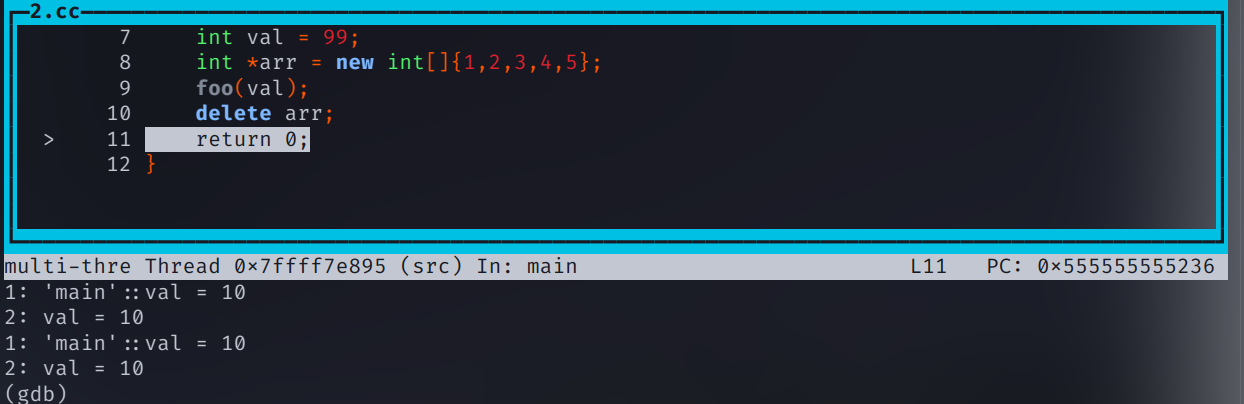 2.cc
7 int val = 99;
8 int *arr = new int[]{1,2,3,4,5};
9 foo(val);
10 delete arr;
> 11 return 0;
12 }
multi-thre Thread 0x7ffff7e895 (src) In: main L11 PC: 0x555555555236
1: 'main'::val = 10
2: val = 10
1: 'main'::val = 10
2: val = 10
(gdb)